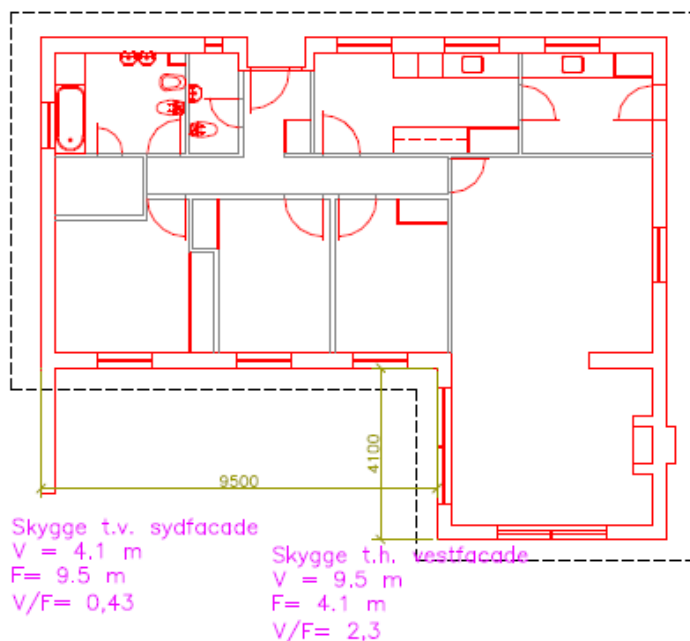 4100
9500
Skygge t.v. sydfacade
V = 4.1 m
F= 9.5 m
V/F= 0,43
Skygge t.h. vestfacade
V = 9.5 m
F= 4.1 m
V/F= 2,3